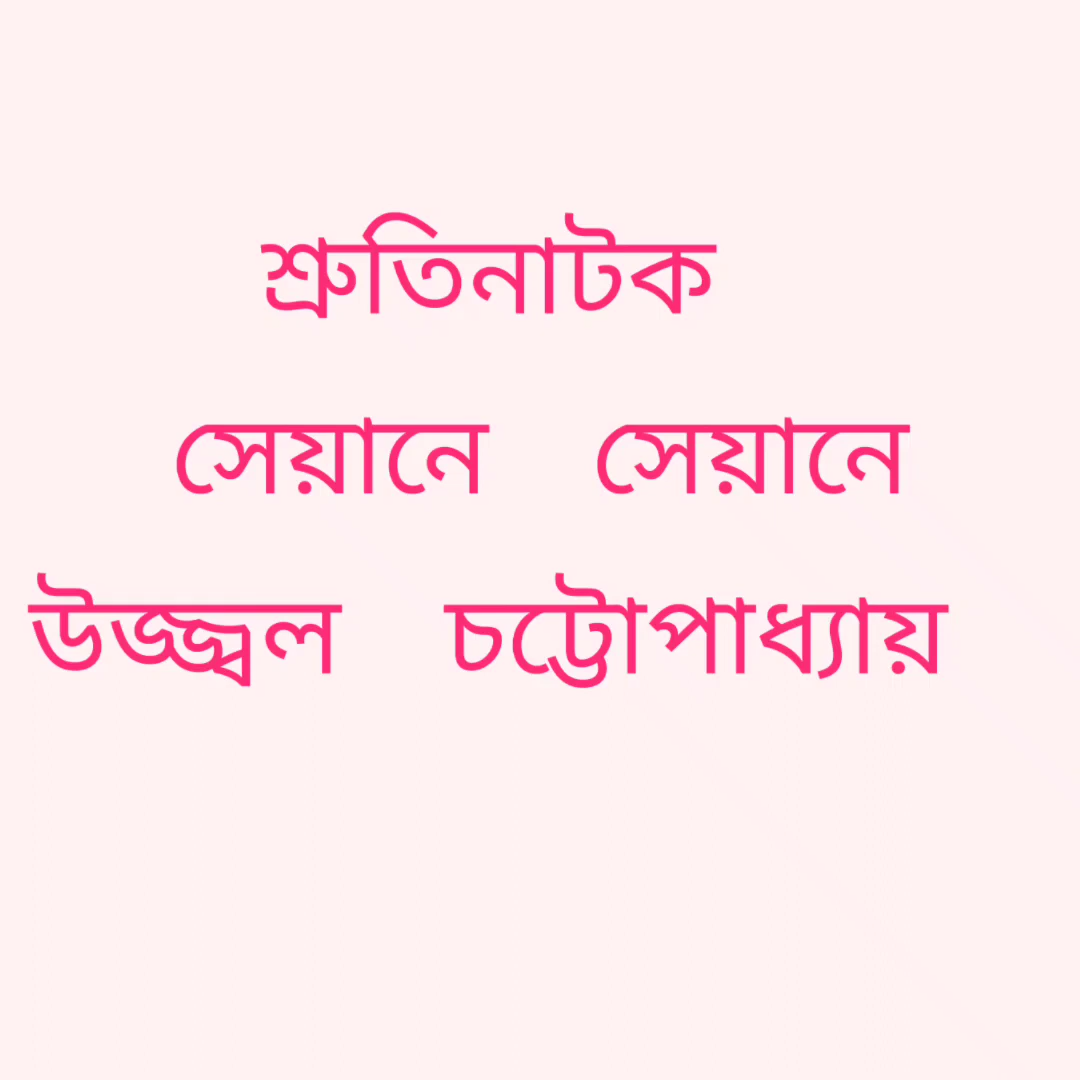 শ্রুতিনাটক
সেয়ানে সেয়ানে
উজ্জ্বল চট্টোপাধ্যায়